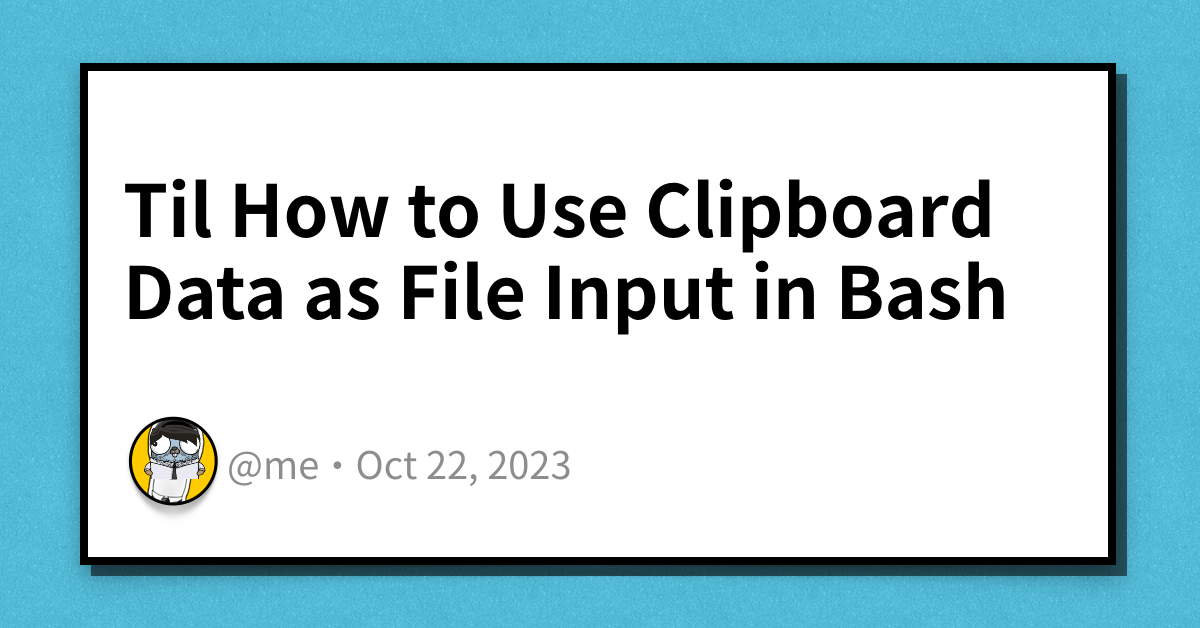 Til How to Use Clipboard
Data as File Input in Bash
@me • Oct 22, 2023